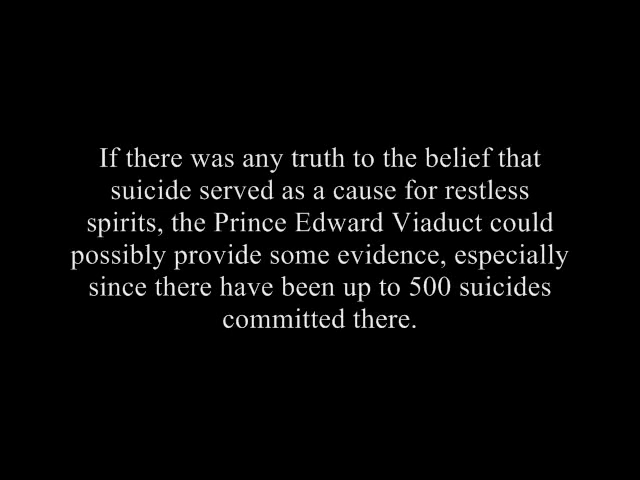 If there was any truth to the belief that
suicide served as a cause for restless
spirits, the Prince Edward Viaduct could
possibly provide some evidence, especially
since there have been up to 500 suicides
committed there.